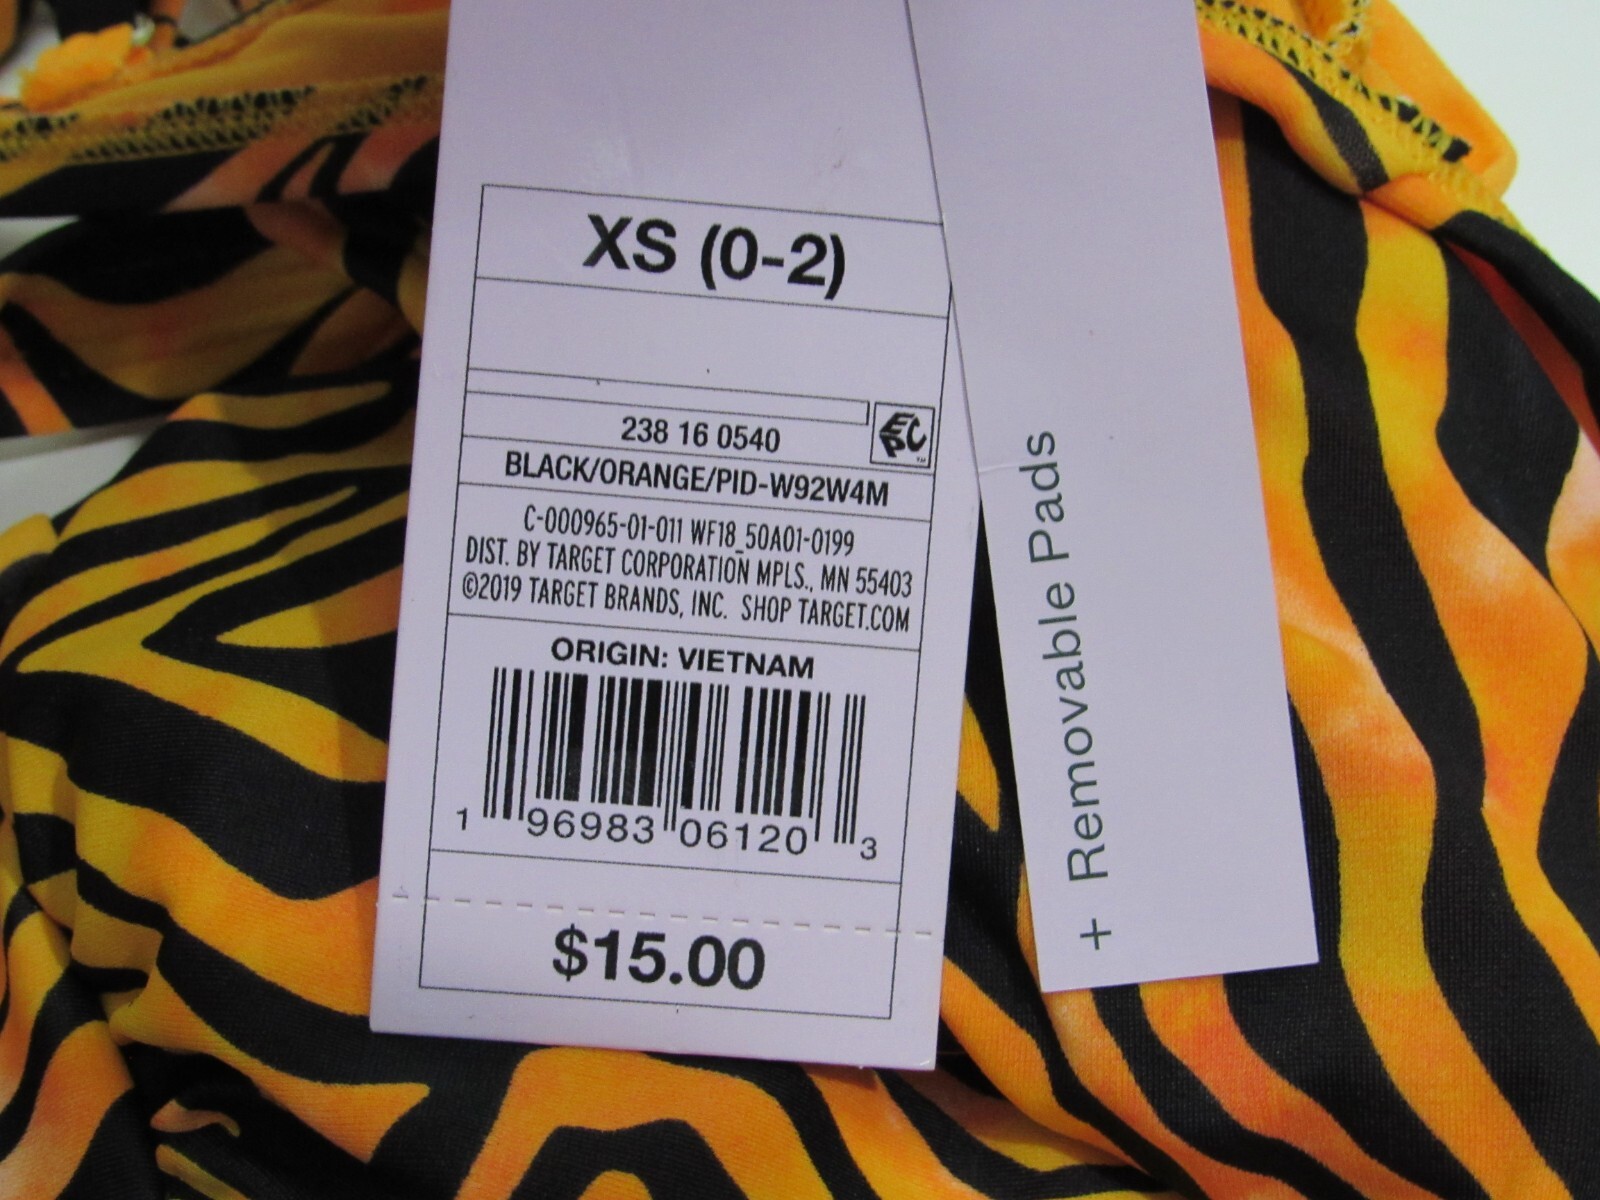 XS (0-2)
238 16 0540
EPC
BLACK/ORANGE/PID-W92W4M
C-000965-01-011 WF18_50A01-0199
DIST. BY TARGET CORPORATION MPLS., MN 55403
©2019 TARGET BRANDS, INC. SHOP TARGET.COM
ORIGIN: VIETNAM
1 96983 06120 3
$15.00
+ Removable Pads